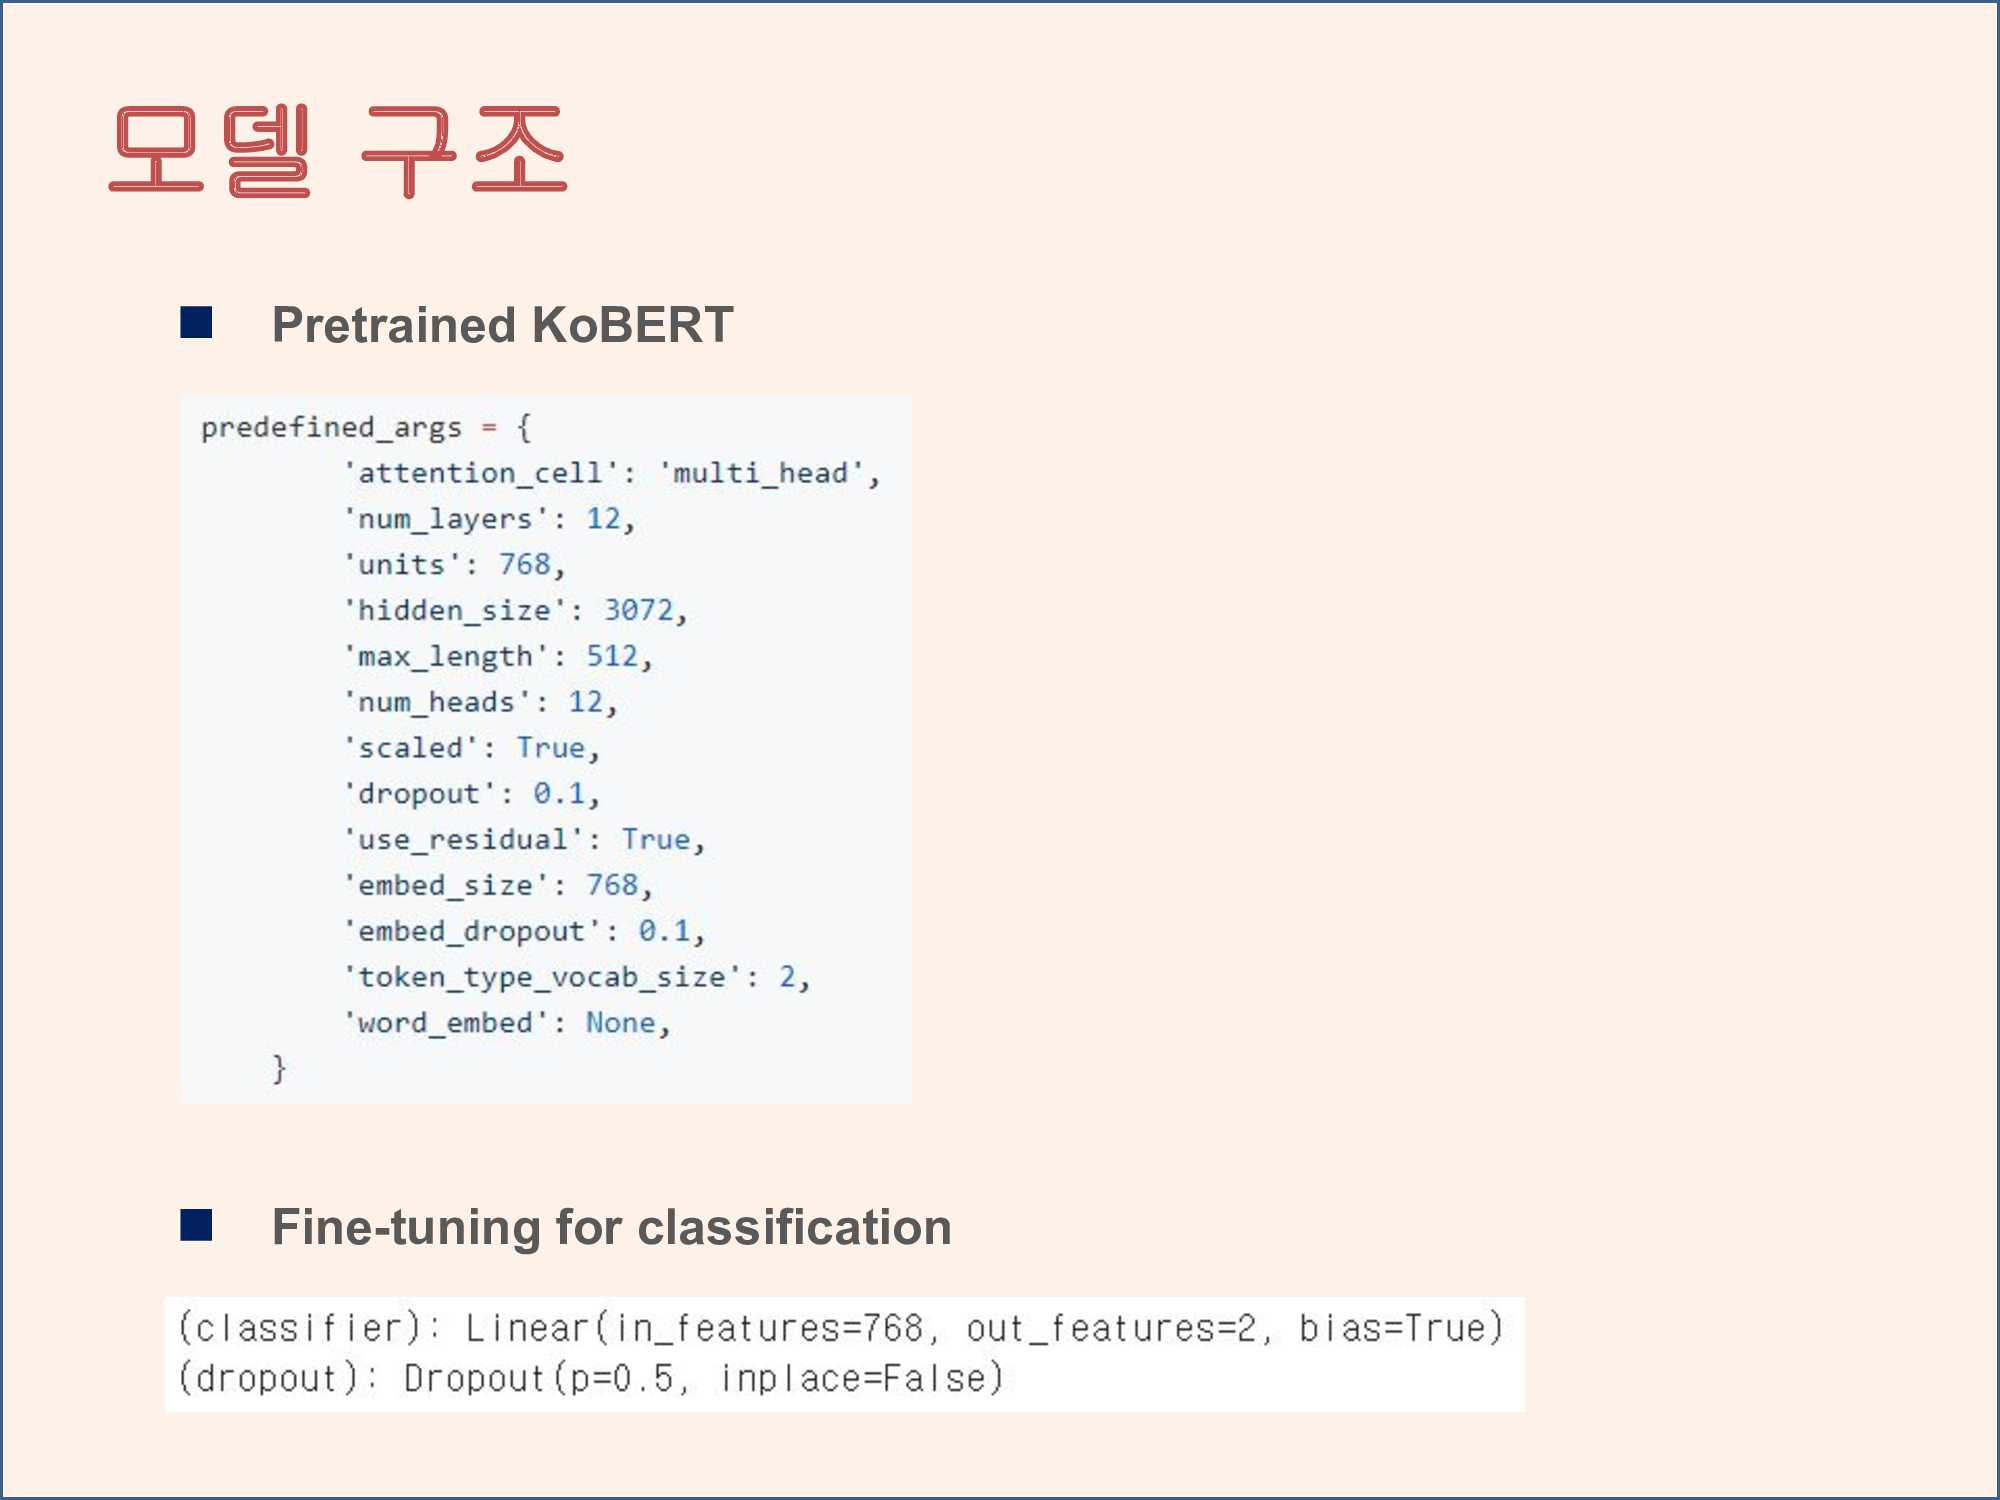 모델 구조
Pretrained KoBERT
predefined_args = {
'attention_cell': 'multi_head',
'num_layers': 12,
'units': 768,
'hidden_size': 3072,
'max_length': 512,
'num_heads': 12,
'scaled': True,
'dropout': 0.1,
'use_residual': True,
'embed_size': 768,
'embed_dropout': 0.1,
'token_type_vocab_size': 2,
'word_embed': None,
}
Fine-tuning for classification
(classifier): Linear(in_features=768, out_features=2, bias=True)
(dropout): Dropout(p=0.5, inplace=False)